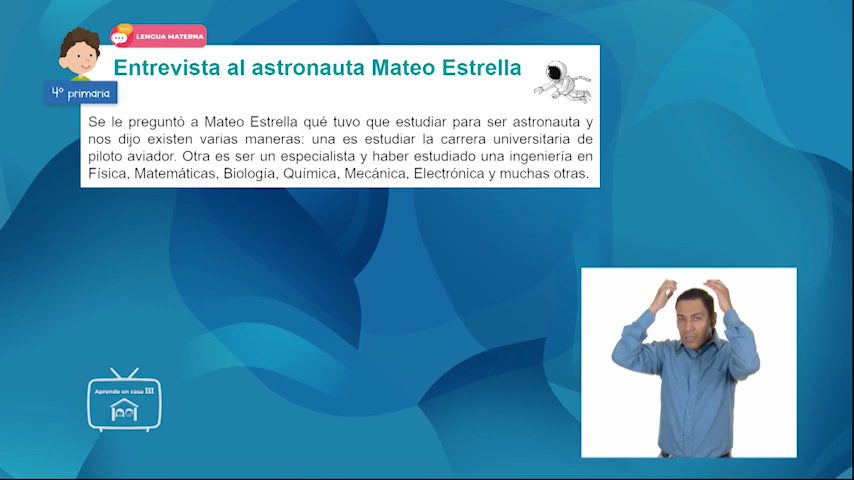 LENGUA MATERNA
4º primaria
Entrevista al astronauta Mateo Estrella
Se le preguntó a Mateo Estrella qué tuvo que estudiar para ser astronauta y
nos dijo existen varias maneras: una es estudiar la carrera universitaria de
piloto aviador. Otra es ser un especialista y haber estudiado una ingeniería en
Física, Matemáticas, Biología, Química, Mecánica, Electrónica y muchas otras.
Aprende en casa III